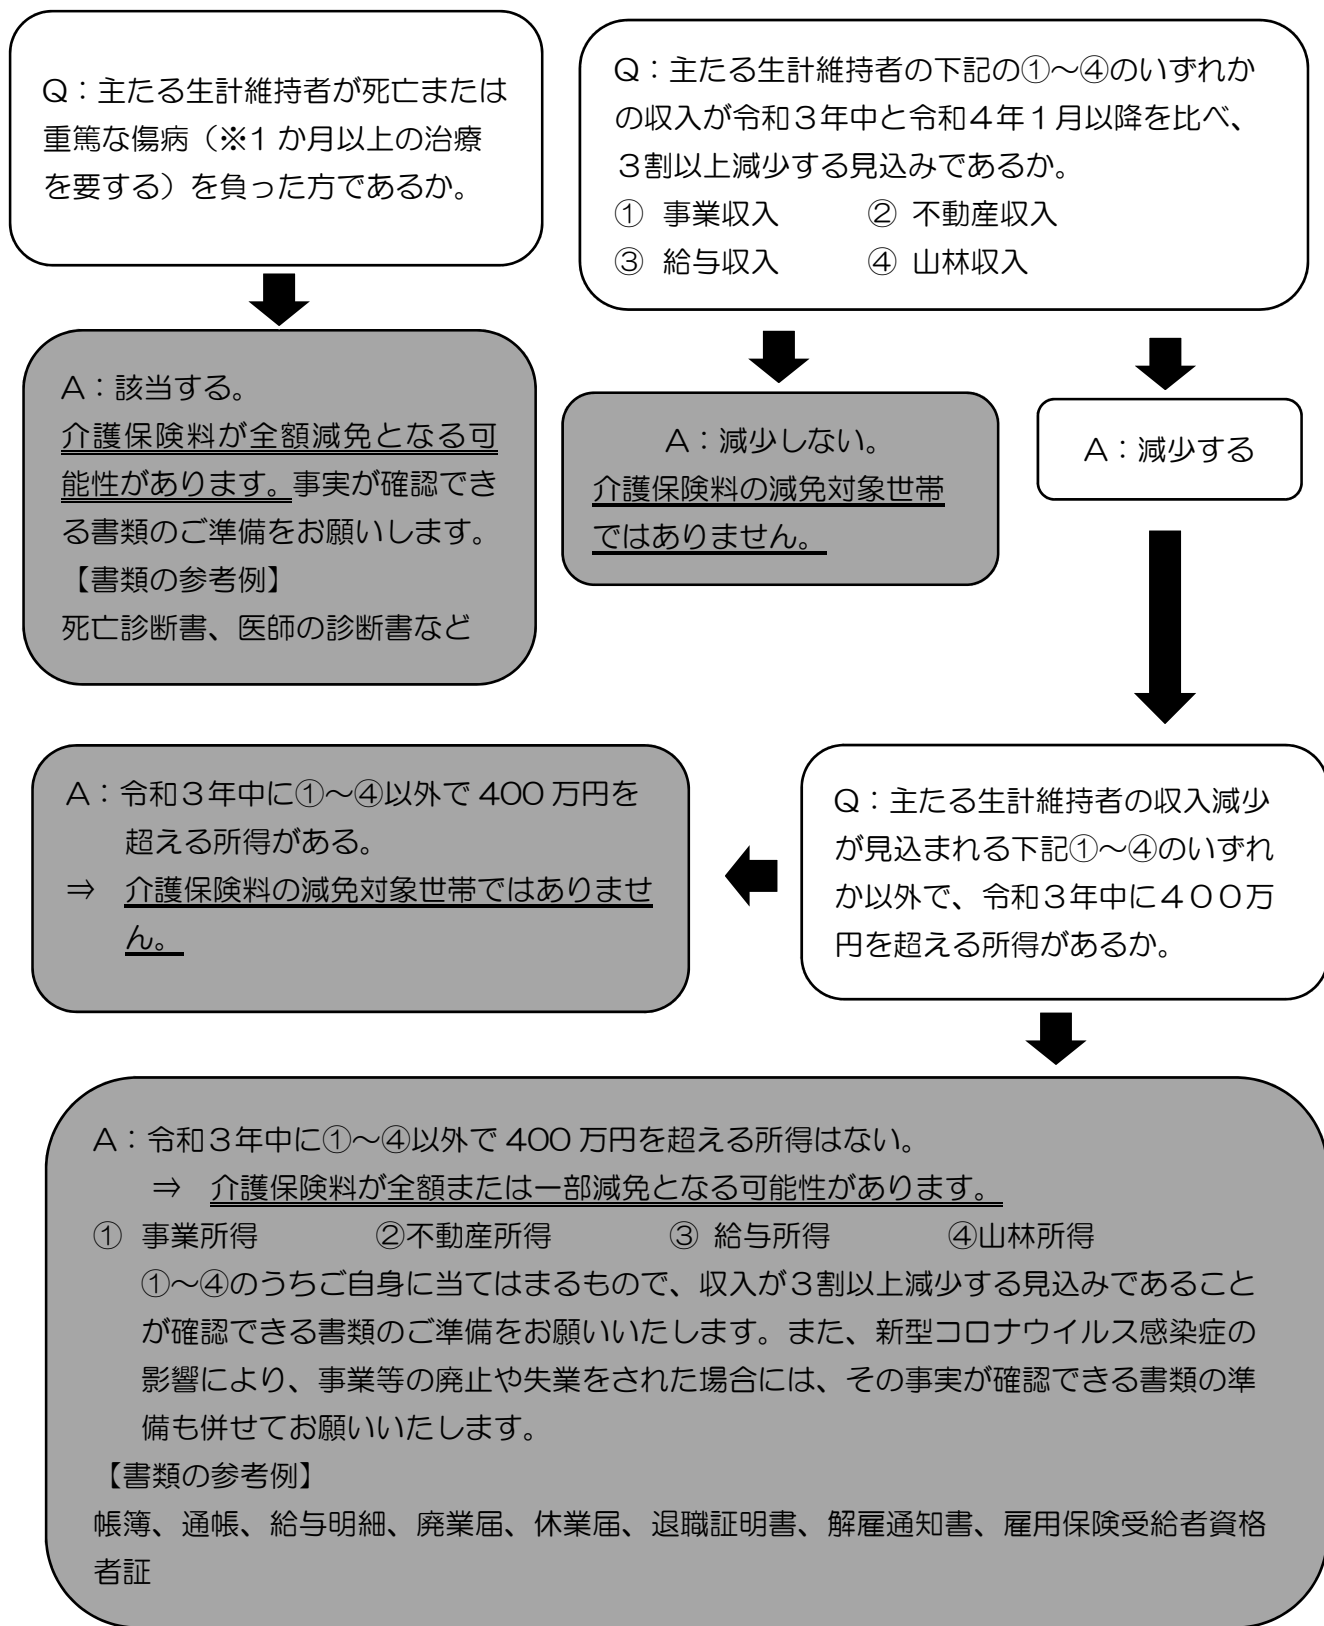 Q：主たる生計維持者が死亡または
重篤な傷病（※1か月以上の治療
を要する）を負った方であるか。
Q：主たる生計維持者の下記の①～④のいずれか
の収入が令和３年中と令和４年１月以降を比べ、
３割以上減少する見込みであるか。
① 事業収入　　　② 不動産収入
③ 給与収入　　　④ 山林収入
A：該当する。
介護保険料が全額減免となる可
能性があります。事実が確認でき
る書類のご準備をお願いします。
【書類の参考例】
死亡診断書、医師の診断書など
A：減少しない。
介護保険料の減免対象世帯
ではありません。
A：減少する
Q：主たる生計維持者の収入減少
が見込まれる下記①～④のいずれ
か以外で、令和３年中に４００万
円を超える所得があるか。
A：令和３年中に①～④以外で 400 万円を
超える所得がある。
⇒　介護保険料の減免対象世帯ではありませ
ん。
A：令和３年中に①～④以外で 400 万円を超える所得はない。
⇒　介護保険料が全額または一部減免となる可能性があります。
① 事業所得　　　②不動産所得　　　③ 給与所得　　　④山林所得
①～④のうちご自身に当てはまるもので、収入が３割以上減少する見込みであること
が確認できる書類のご準備をお願いいたします。また、新型コロナウイルス感染症の
影響により、事業等の廃止や失業をされた場合には、その事実が確認できる書類の準
備も併せてお願いいたします。
【書類の参考例】
帳簿、通帳、給与明細、廃業届、休業届、退職証明書、解雇通知書、雇用保険受給者資格
者証